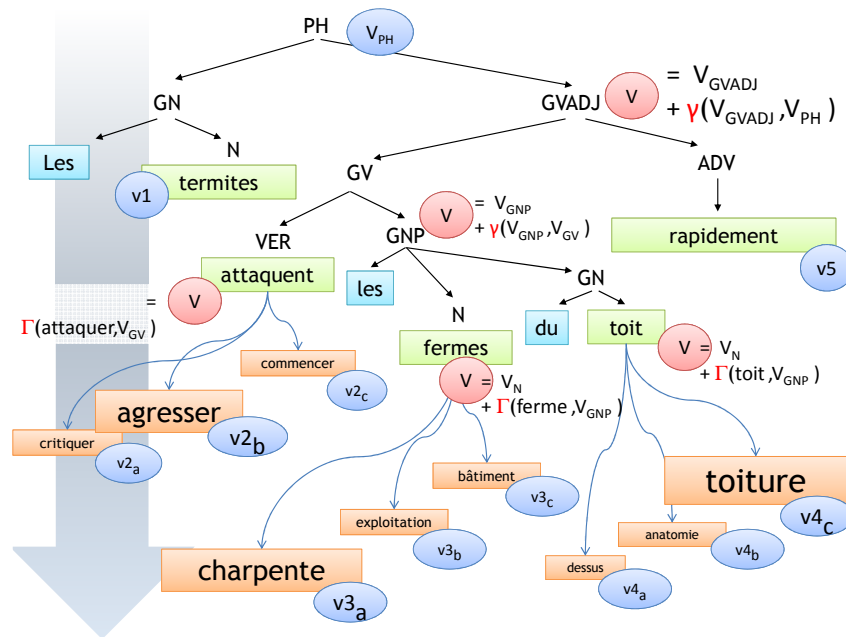 PH
V_PH
= V_GVADJ
+ γ(V_GVADJ ,V_PH )
V
GN
GVADJ
Les
N
termites
v1
GV
ADV
rapidement
v5
V
= V_GNP
+ γ(V_GNP ,V_GV )
VER
GNP
attaquent
les
GN
=
V
Γ(attaquer,V_GV )
N
du
toit
fermes
V
= V_N
+ Γ(toit ,V_GNP )
commencer
v2_c
V
= V_N
+ Γ(ferme ,V_GNP )
agresser
v2_b
critiquer
v2_a
bâtiment
v3_c
toiture
v4_c
exploitation
v3_b
anatomie
v4_b
charpente
v3_a
dessus
v4_a